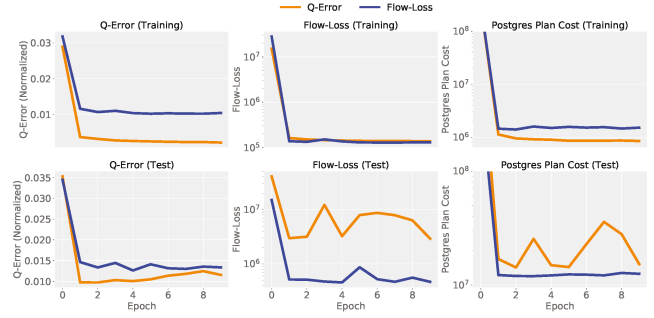 Q-Error Flow-Loss
Q-Error (Training) Flow-Loss (Training) Postgres Plan Cost (Training)
Q-Error (Normalized)
0.03
0.02
0.01
Flow-Loss
10^7
10^6
10^5
Postgres Plan Cost
10^8
10^7
10^6
Q-Error (Test) Flow-Loss (Test) Postgres Plan Cost (Test)
Q-Error (Normalized)
0.035
0.030
0.025
0.020
0.015
0.010
0 2 4 6 8
Epoch
Flow-Loss
10^7
10^6
0 2 4 6 8
Epoch
Postgres Plan Cost
10^8
10^7
0 2 4 6 8
Epoch